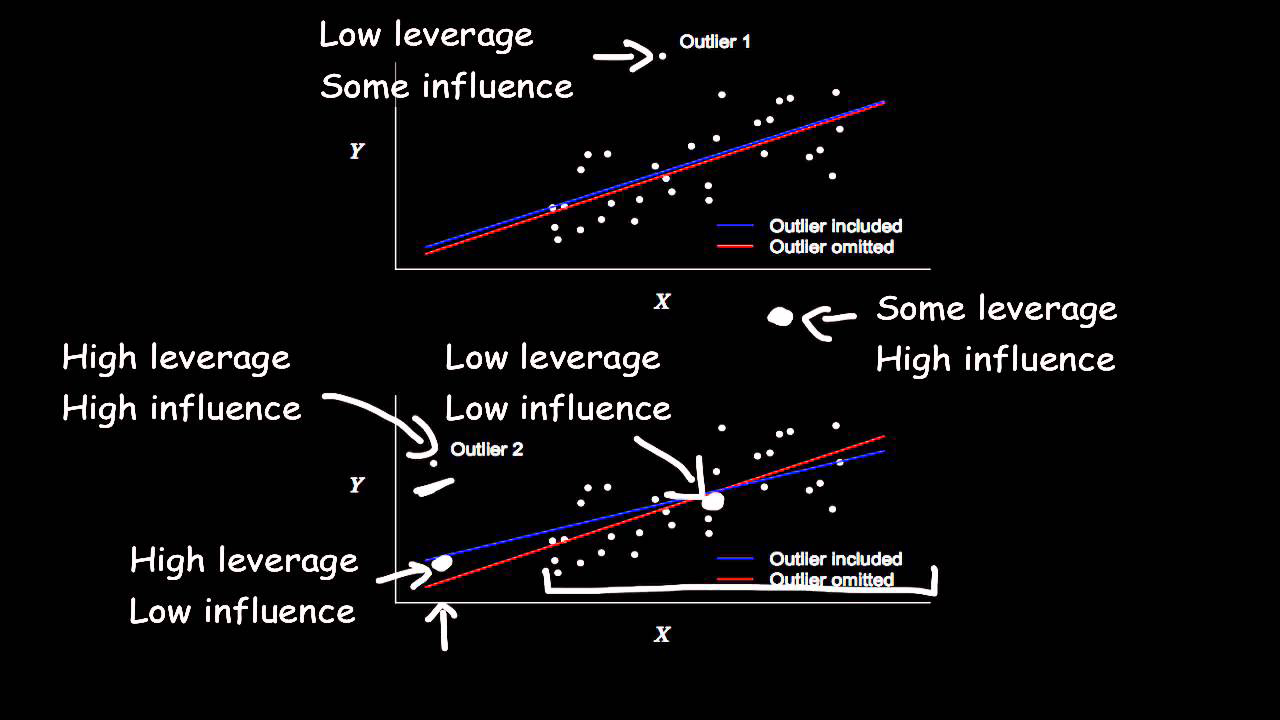 Low leverage
Some influence
Outlier 1
Y
Outlier included
Outlier omitted
X
Some leverage
High influence
High leverage
High influence
Low leverage
Low influence
Outlier 2
Y
High leverage
Low influence
Outlier included
Outlier omitted
X